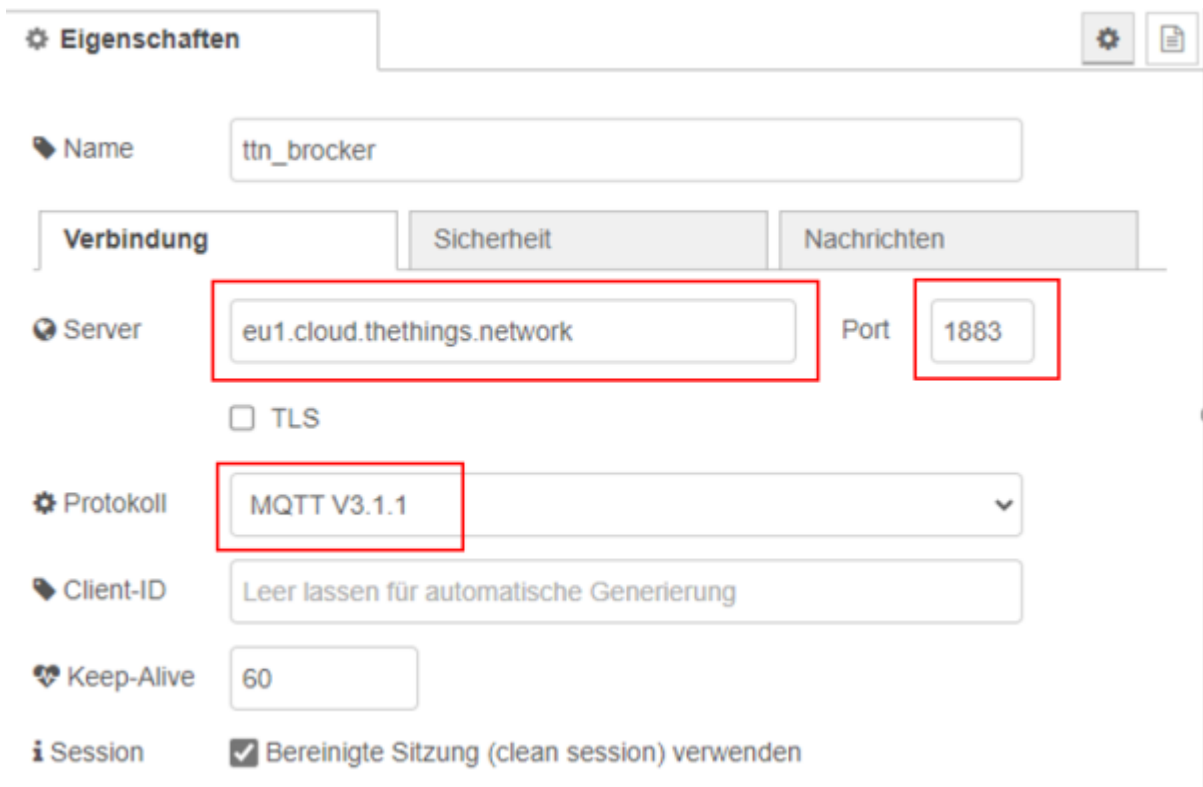 Eigenschaften
Name ttn_brocker
Verbindung Sicherheit Nachrichten
Server eu1.cloud.thethings.network Port 1883
TLS
Protokoll MQTT V3.1.1
Client-ID Leer lassen für automatische Generierung
Keep-Alive 60
Session Bereinigte Sitzung (clean session) verwenden